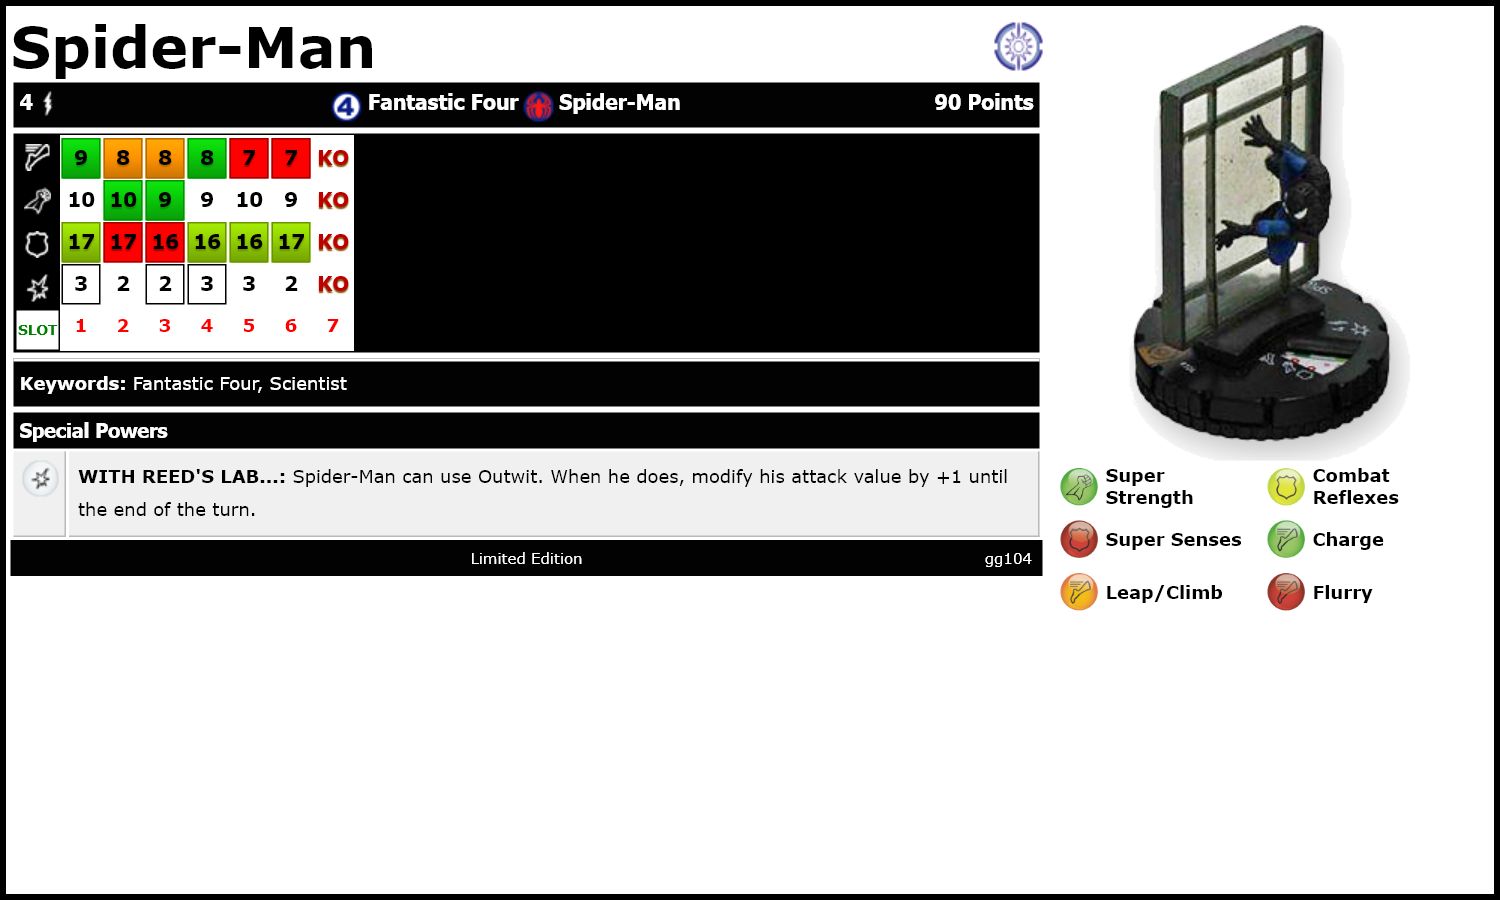 Spider-Man
4 Fantastic Four Spider-Man 90 Points
9 8 8 8 7 7 KO
10 10 9 9 10 9 KO
17 17 16 16 16 17 KO
3 2 2 3 3 2 KO
SLOT 1 2 3 4 5 6 7
Keywords: Fantastic Four, Scientist
Special Powers
WITH REED'S LAB...: Spider-Man can use Outwit. When he does, modify his attack value by +1 until
the end of the turn.
Limited Edition gg104
Super
Strength
Combat
Reflexes
Super Senses
Charge
Leap/Climb
Flurry